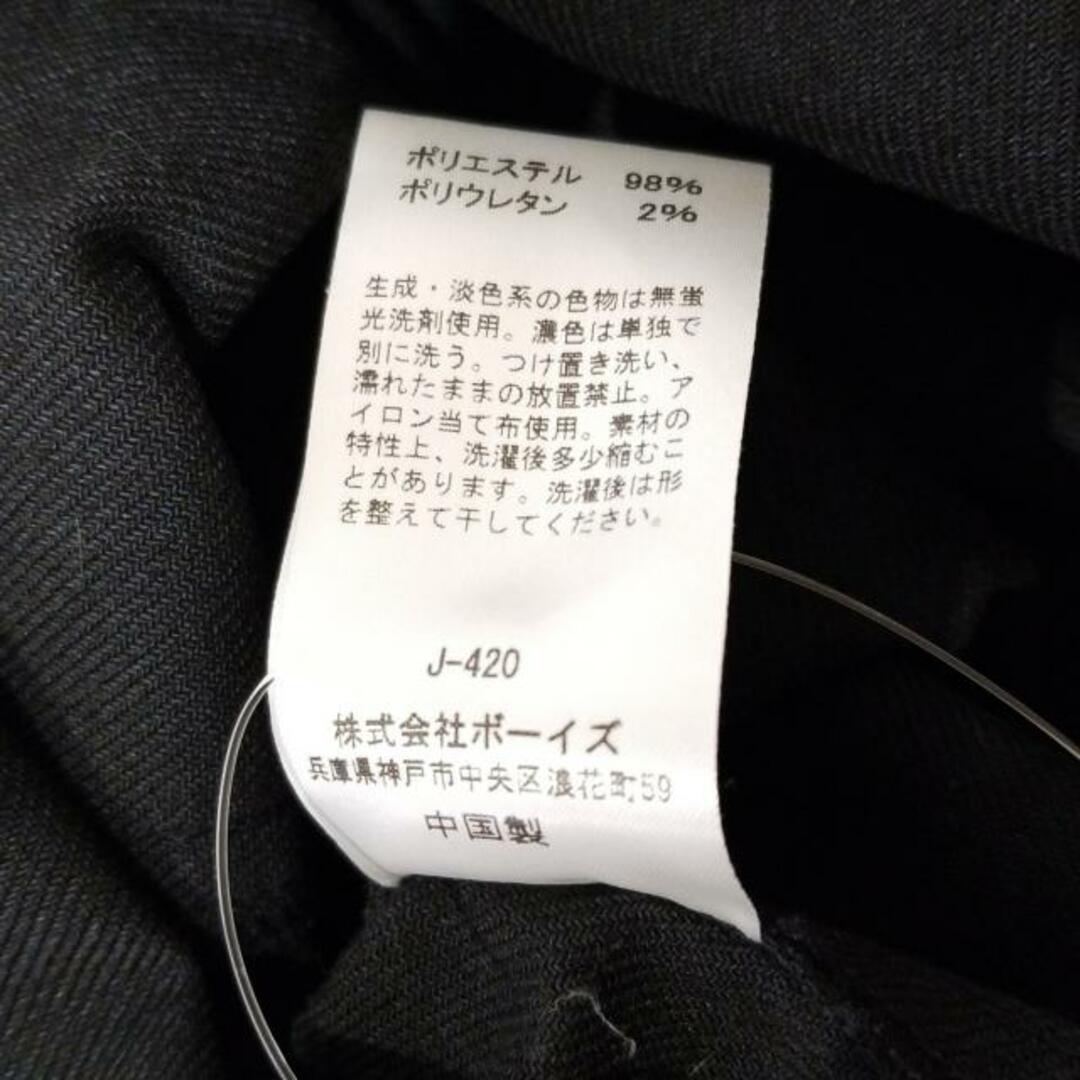 ポリエステル 98%
ポリウレタン 2%
生成・淡色系の色物は無蛍
光洗剤使用。濃色は単独で
別に洗う。つけ置き洗い、
濡れたままの放置禁止。ア
イロン当て布使用。素材の
特性上、洗濯後多少縮むこ
とがあります。洗濯後は形
を整えて干してください。
J-420
株式会社ボーイズ
兵庫県神戸市中央区浪花町59
中国製